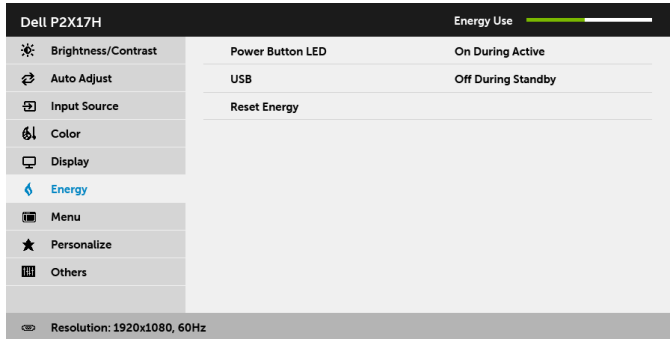 Dell P2X17H Energy Use
Brightness/Contrast Power Button LED On During Active
Auto Adjust USB Off During Standby
Input Source Reset Energy
Color
Display
Energy
Menu
Personalize
Others
Resolution: 1920x1080, 60Hz